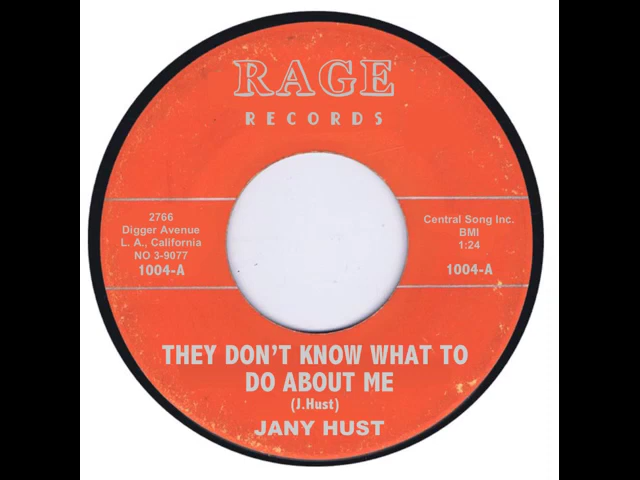 RAGE
RECORDS
2766
Digger Avenue
L. A., California
NO 3-9077
1004-A
Central Song Inc.
BMI
1:24
1004-A
THEY DON'T KNOW WHAT TO
DO ABOUT ME
(J.Hust)
JANY HUST